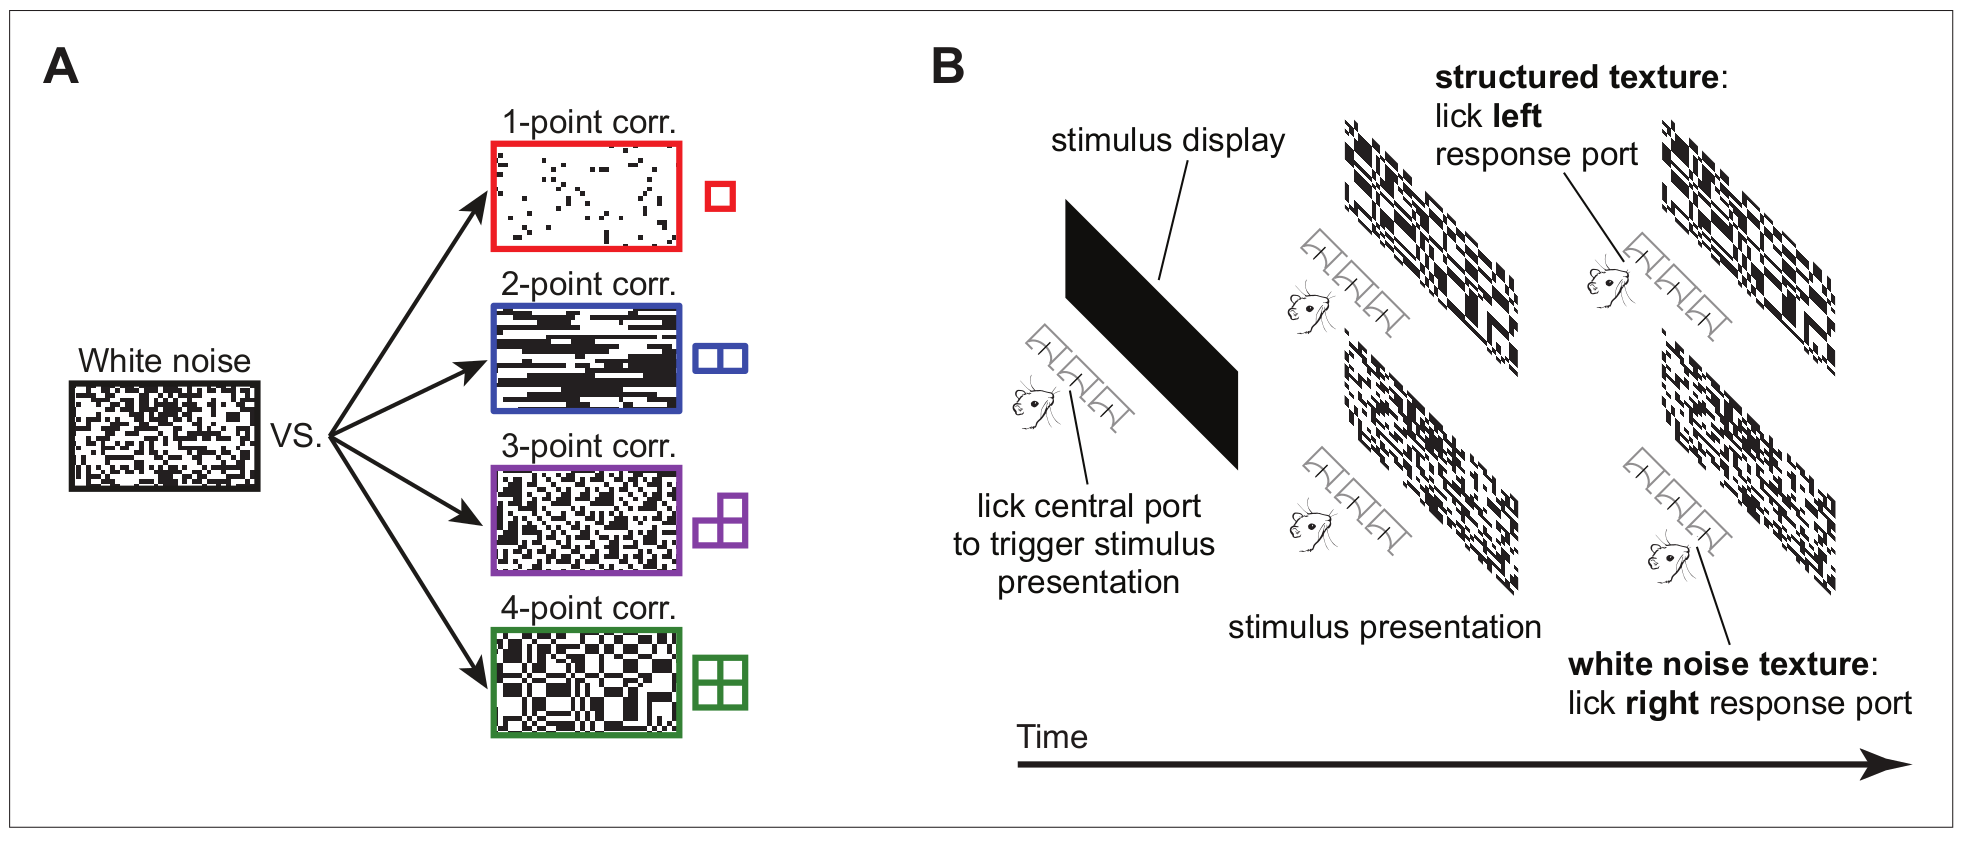 A
White noise
VS.
1-point corr.
2-point corr.
3-point corr.
4-point corr.
B
stimulus display
lick central port
to trigger stimulus
presentation
stimulus presentation
structured texture:
lick left
response port
white noise texture:
lick right response port
Time